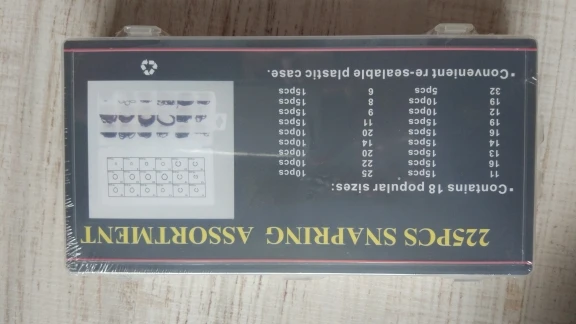 225PCS SNAPRING ASSORTMENT
*Contains 18 popular sizes:
11 15pcs 25 10pcs
16 15pcs 22 10pcs
13 15pcs 20 10pcs
14 15pcs 14 10pcs
16 15pcs 20 10pcs
19 15pcs 11 15pcs
12 10pcs 9 15pcs
19 10pcs 8 15pcs
32 5pcs 6 15pcs
*Convenient re-sealable plastic case.